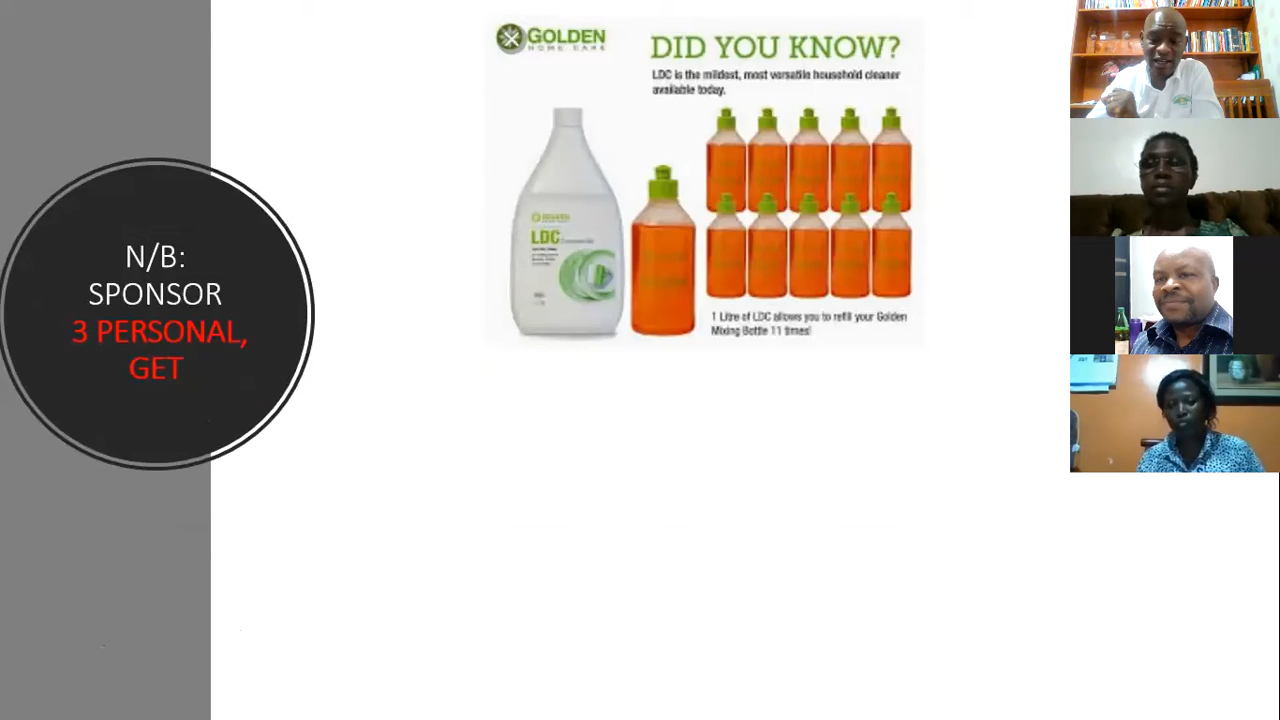 N/B:
SPONSOR
3 PERSONAL,
GET
GOLDEN
HOME CARE
DID YOU KNOW?
LDC is the mildest, most versatile household cleaner
available today.
GOLDEN
LDC
1 Litre of LDC allows you to refill your Golden
Mixing Bottle 11 times!